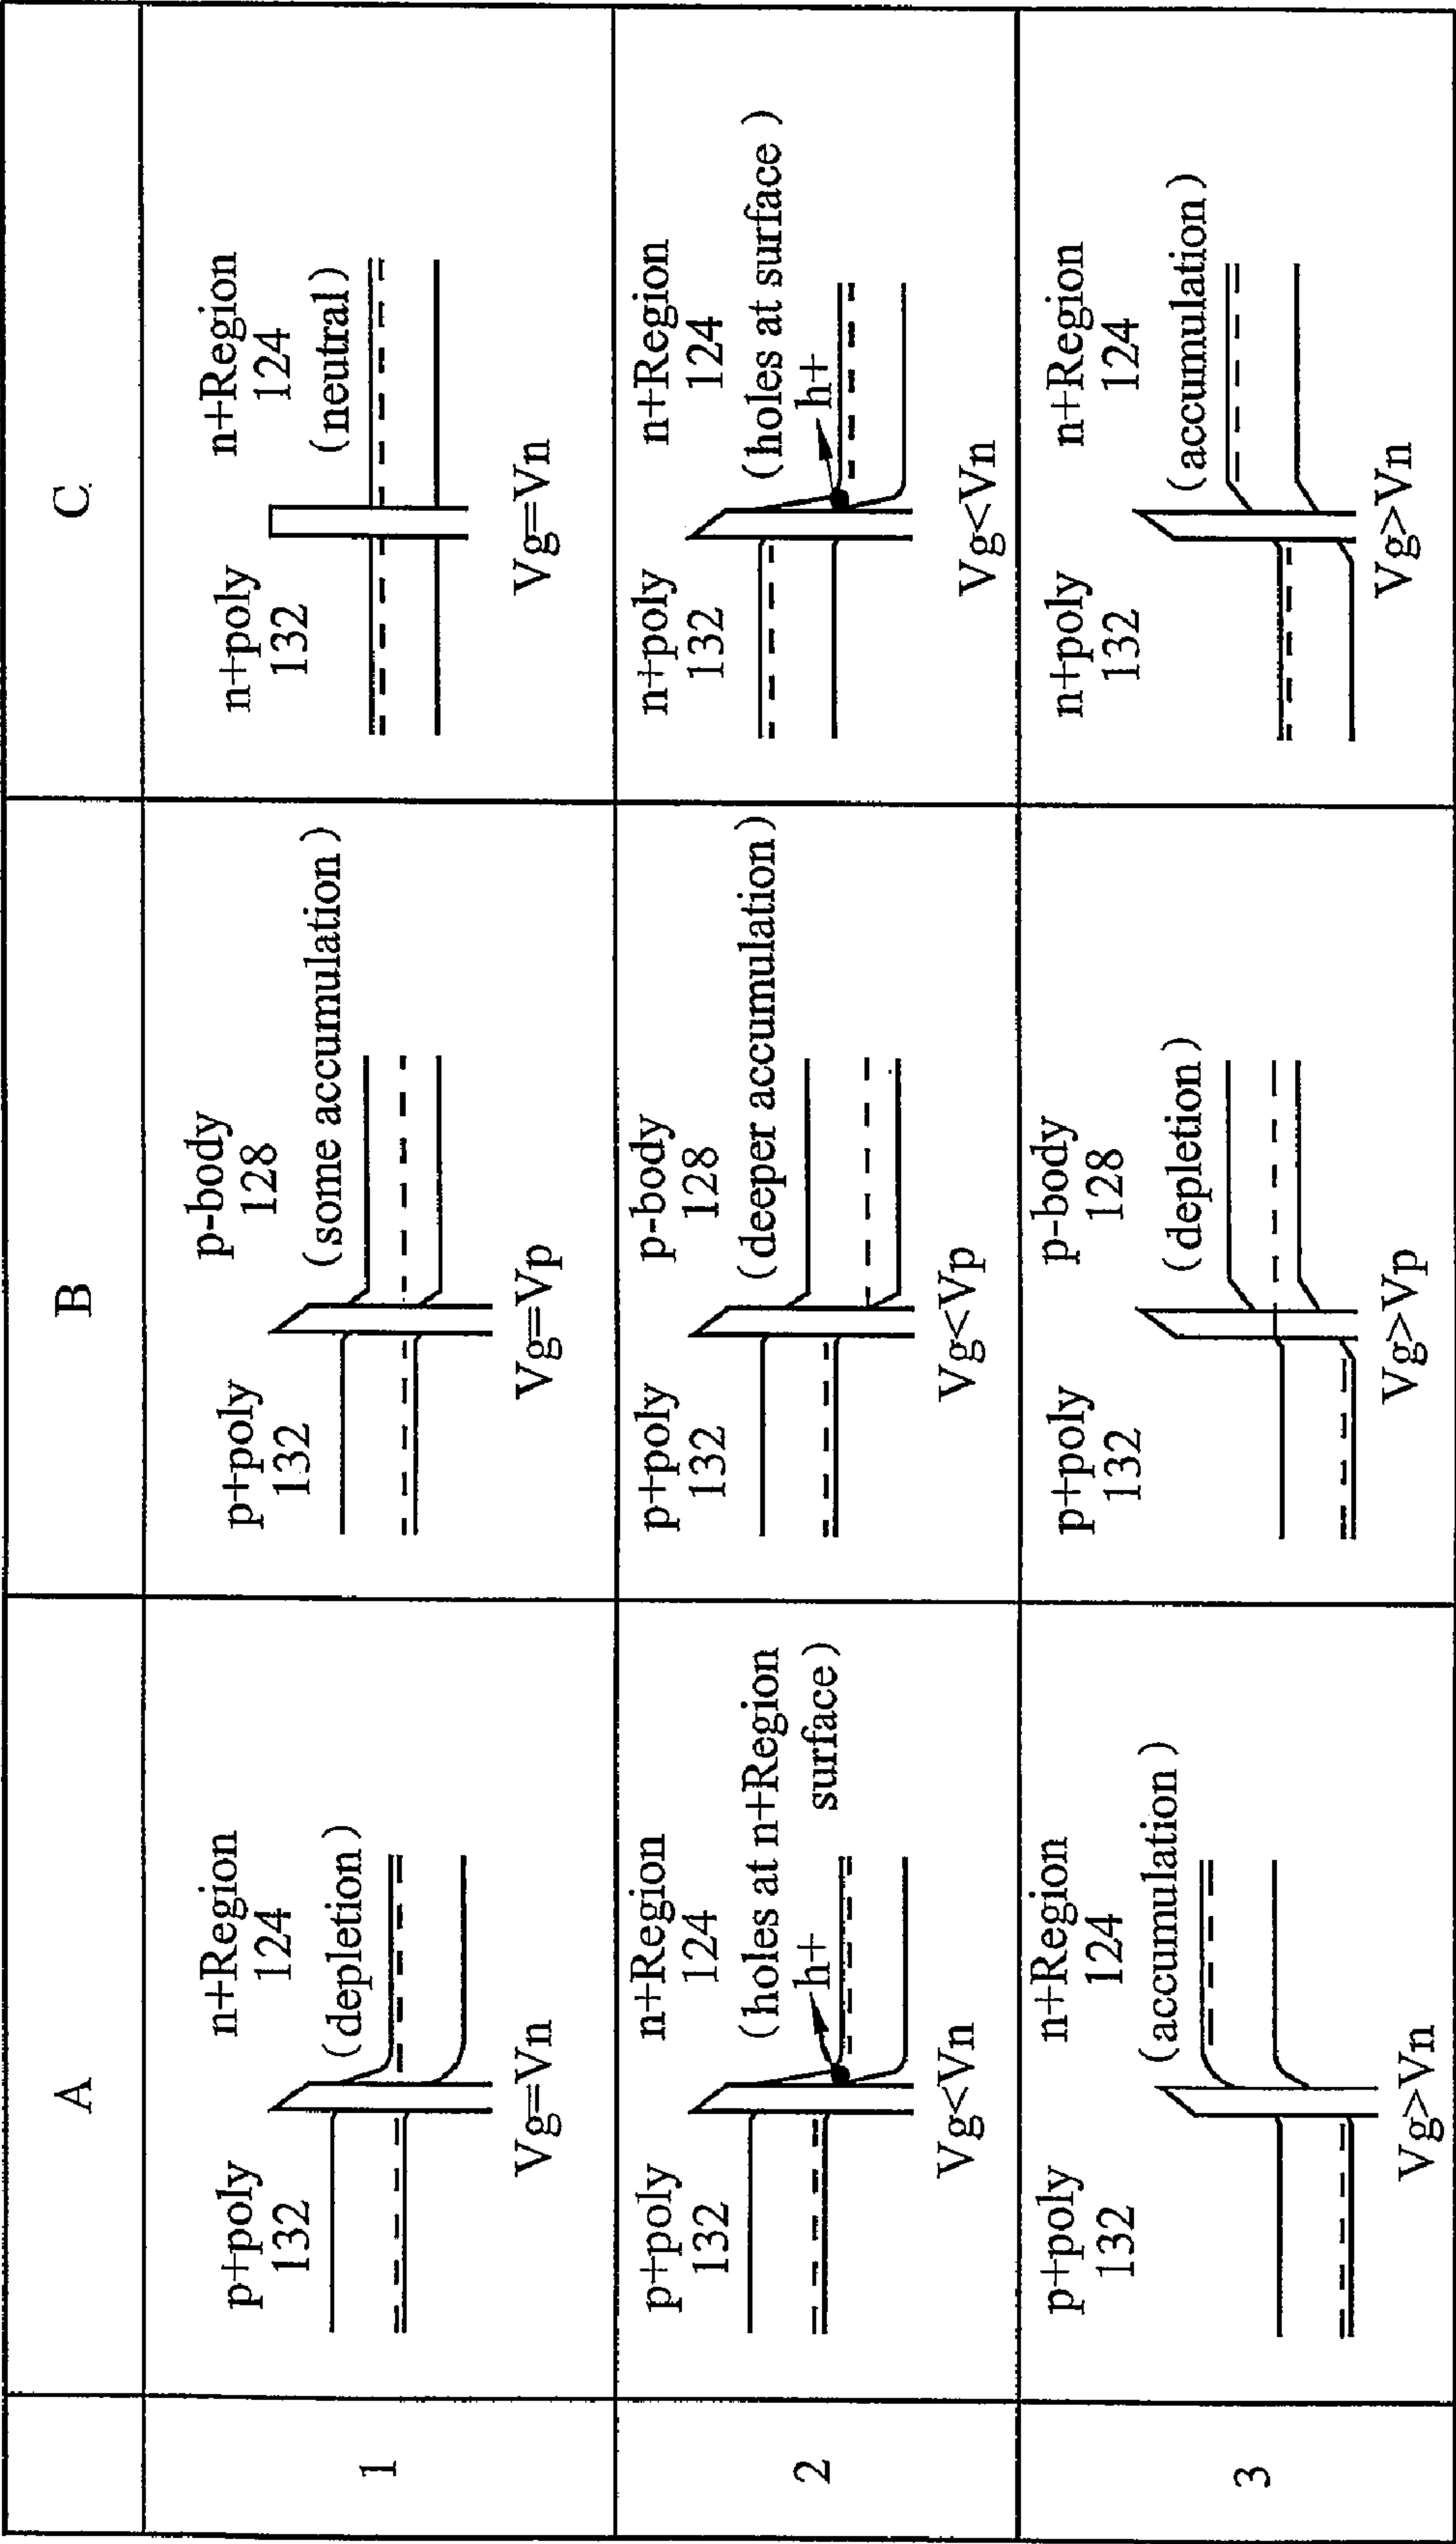 A
B
C
1
p+poly
132
n+Region
124
(depletion)
Vg=Vn
p+poly
132
p-body
128
(some accumulation)
Vg=Vp
n+poly
132
n+Region
124
(neutral)
Vg=Vn
2
p+poly
132
n+Region
124
(holes at n+Region
surface)
h+
Vg<Vn
p+poly
132
p-body
128
(deeper accumulation)
Vg<Vp
n+poly
132
n+Region
124
(holes at surface)
h+
Vg<Vn
3
p+poly
132
n+Region
124
(accumulation)
Vg>Vn
p+poly
132
p-body
128
(depletion)
Vg>Vp
n+poly
132
n+Region
124
(accumulation)
Vg>Vn